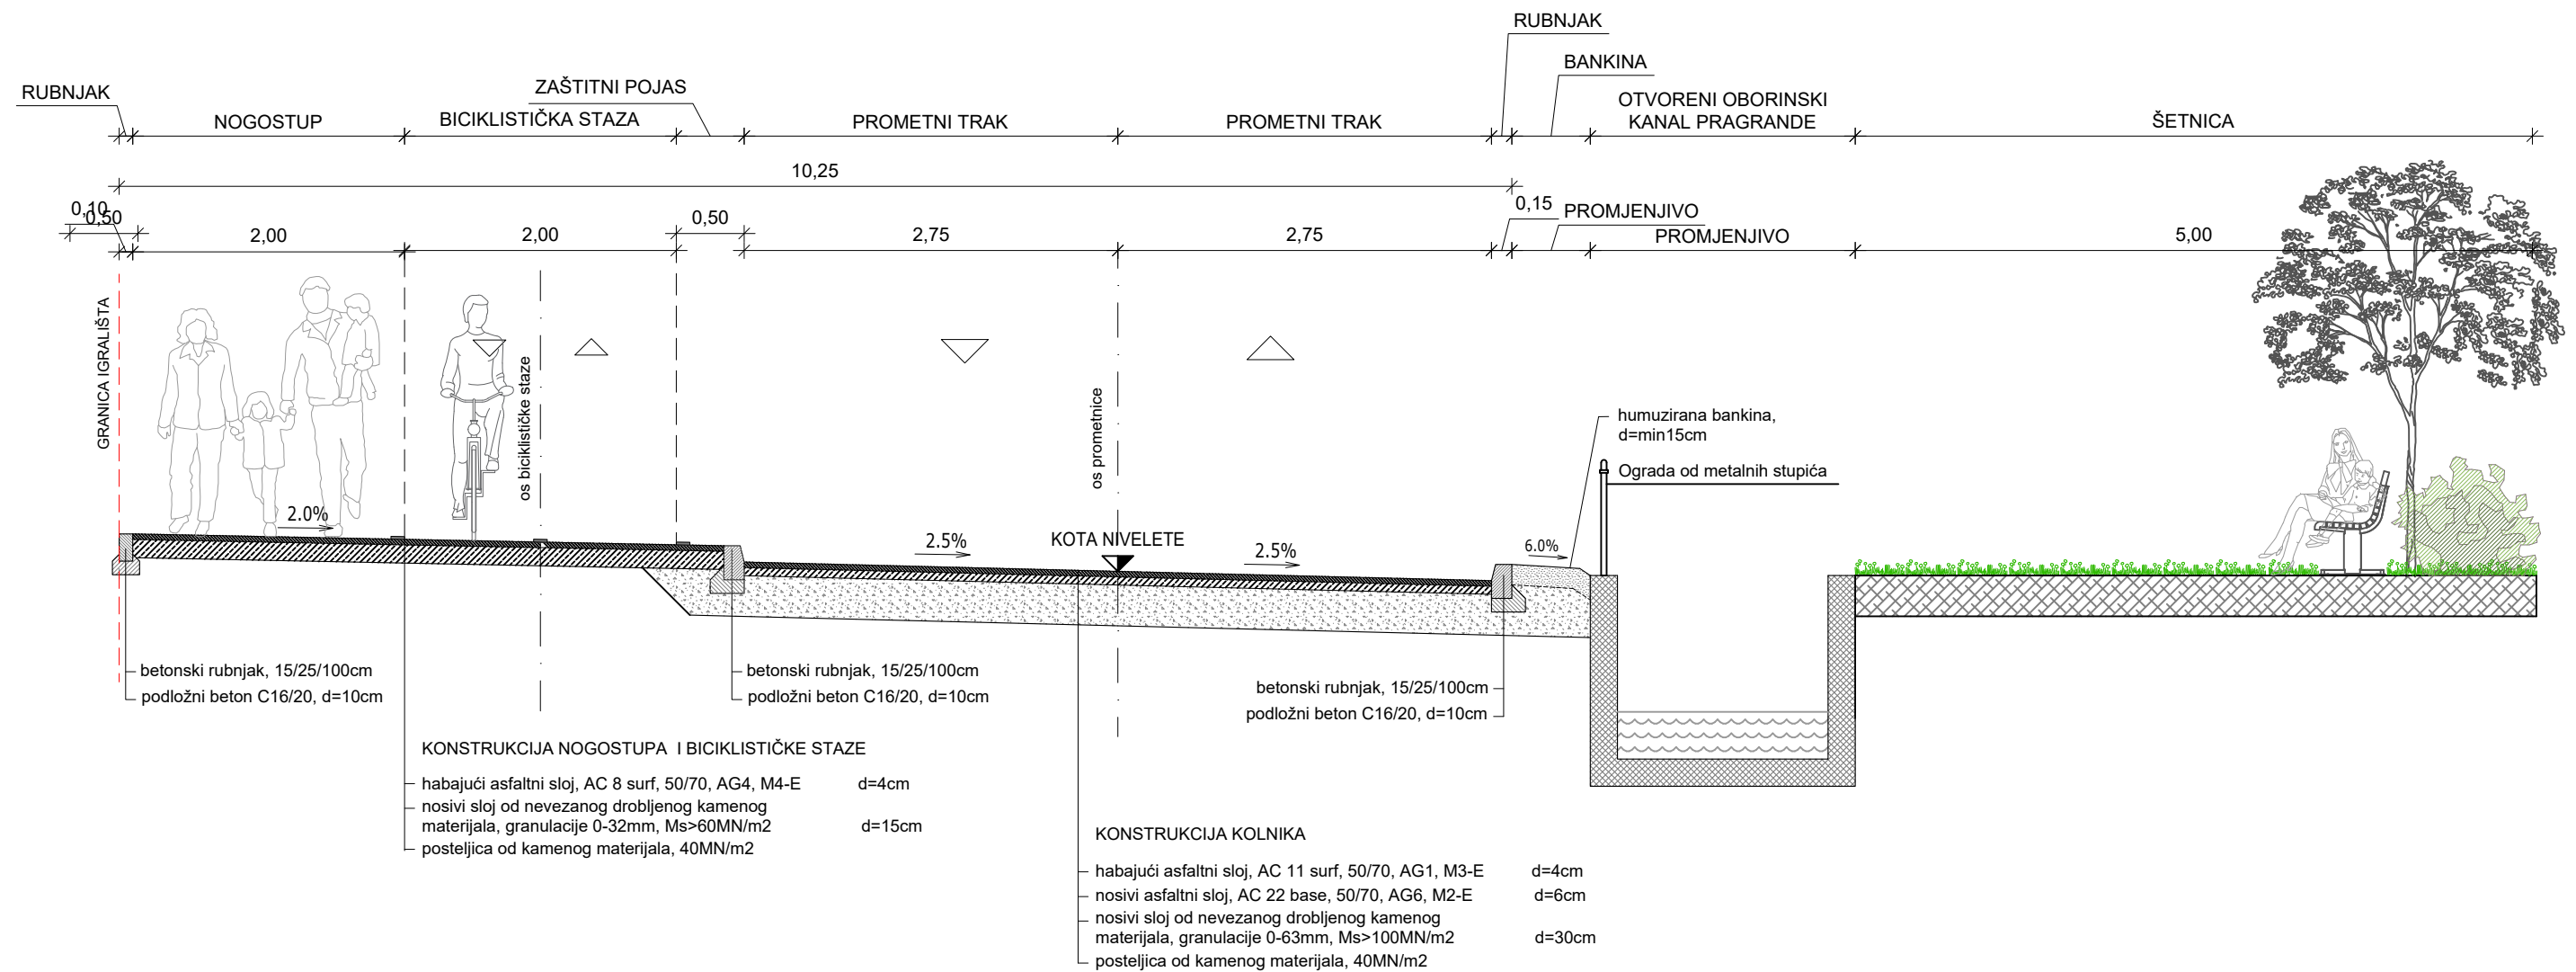 RUBNJAK
BANKINA
RUBNJAK
ZAŠTITNI POJAS
NOGOSTUP
BICIKLISTIČKA STAZA
PROMETNI TRAK
PROMETNI TRAK
OTVORENI OBORINSKI
KANAL PRAGRANDE
ŠETNICA
10,25
0,10
0,50
2,00
2,00
0,50
2,75
2,75
0,15
PROMJENJIVO
PROMJENJIVO
5,00
GRANICA IGRALIŠTA
os biciklističke staze
os prometnice
humuzirana bankina,
d=min15cm
Ograda od metalnih stupića
2.0%
2.5%
KOTA NIVELETE
2.5%
6.0%
betonski rubnjak, 15/25/100cm
podložni beton C16/20, d=10cm
betonski rubnjak, 15/25/100cm
podložni beton C16/20, d=10cm
betonski rubnjak, 15/25/100cm
podložni beton C16/20, d=10cm
KONSTRUKCIJA NOGOSTUPA I BICIKLISTIČKE STAZE
habajući asfaltni sloj, AC 8 surf, 50/70, AG4, M4-E d=4cm
nosivi sloj od nevezanog drobljenog kamenog
materijala, granulacije 0-32mm, Ms>60MN/m2 d=15cm
posteljica od kamenog materijala, 40MN/m2
KONSTRUKCIJA KOLNIKA
habajući asfaltni sloj, AC 11 surf, 50/70, AG1, M3-E d=4cm
nosivi asfaltni sloj, AC 22 base, 50/70, AG6, M2-E d=6cm
nosivi sloj od nevezanog drobljenog kamenog
materijala, granulacije 0-63mm, Ms>100MN/m2 d=30cm
posteljica od kamenog materijala, 40MN/m2